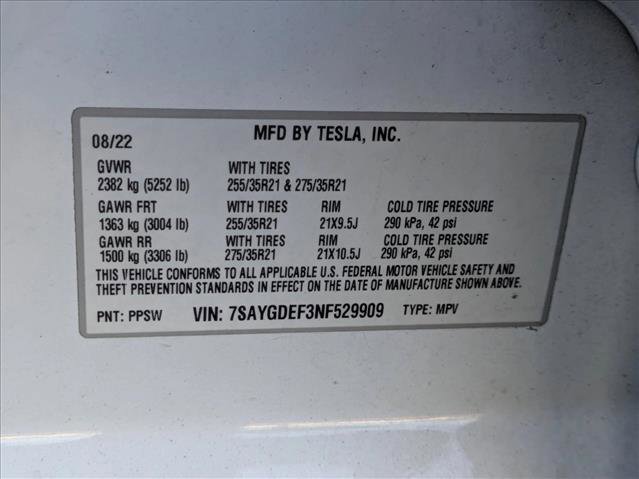 08/22 MFD BY TESLA, INC.
GVWR WITH TIRES
2382 kg (5252 lb) 255/35R21 & 275/35R21
GAWR FRT WITH TIRES RIM COLD TIRE PRESSURE
1363 kg (3004 lb) 255/35R21 21X9.5J 290 kPa, 42 psi
GAWR RR WITH TIRES RIM COLD TIRE PRESSURE
1500 kg (3306 lb) 275/35R21 21X10.5J 290 kPa, 42 psi
THIS VEHICLE CONFORMS TO ALL APPLICABLE U.S. FEDERAL MOTOR VEHICLE SAFETY AND
THEFT PREVENTION STANDARDS IN EFFECT ON THE DATE OF MANUFACTURE SHOWN ABOVE.
PNT: PPSW VIN: 7SAYGDEF3NF529909 TYPE: MPV